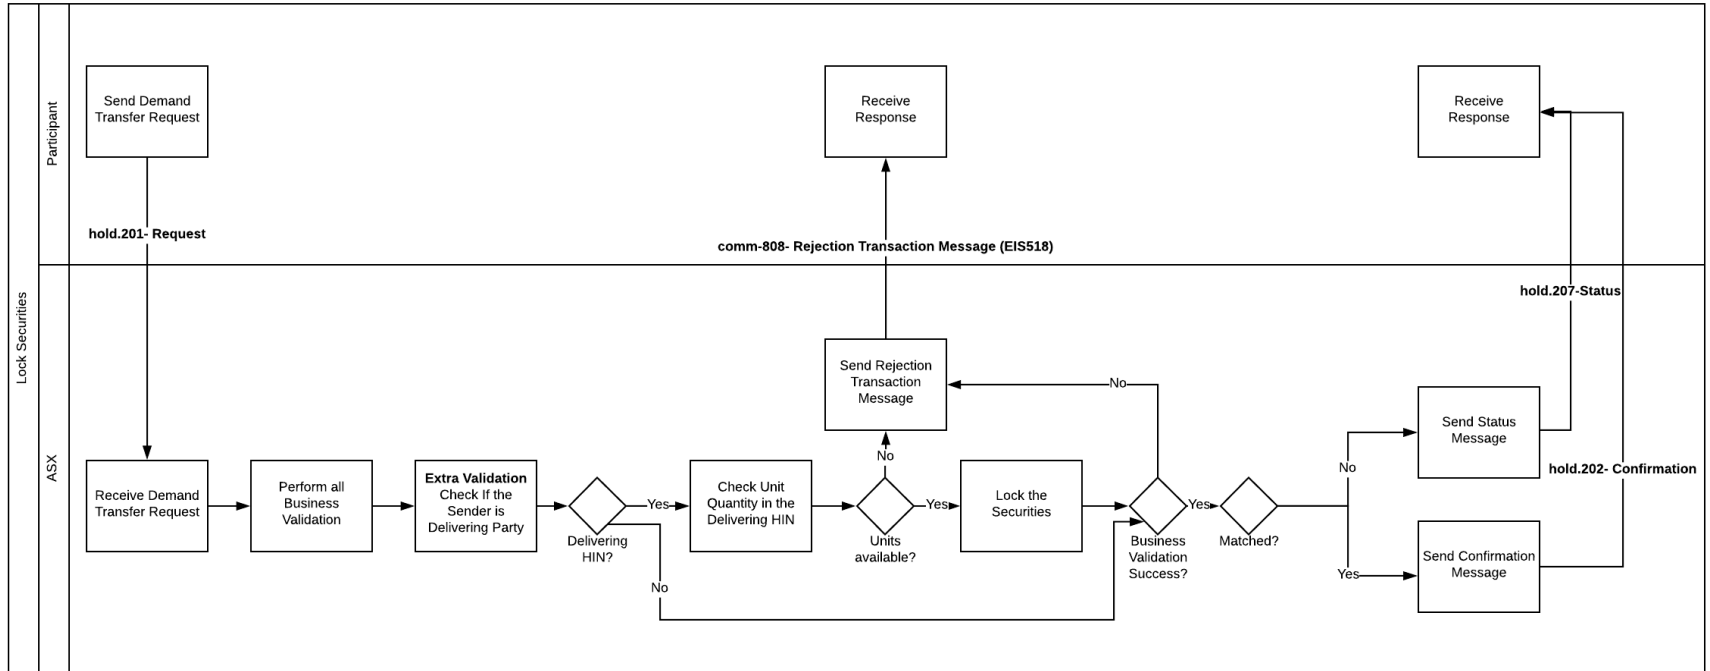 Lock Securities
Participant
Send Demand
Transfer Request
Receive
Response
Receive
Response
hold.201- Request
comm-808- Rejection Transaction Message (EIS518)
hold.207-Status
ASX
Send Rejection
Transaction
Message
No
Send Status
Message
hold.202- Confirmation
Receive Demand
Transfer Request
Perform all
Business
Validation
Extra Validation
Check If the
Sender is
Delivering Party
Delivering
HIN?
Yes
No
Check Unit
Quantity in the
Delivering HIN
Units
available?
No
Yes
Lock the
Securities
Business
Validation
Success?
Yes
Matched?
No
Yes
Send Confirmation
Message